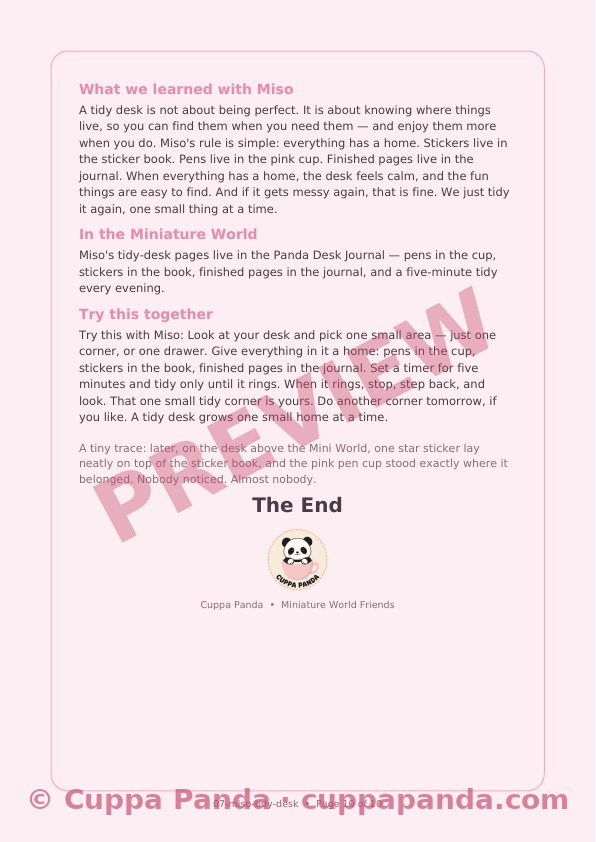 What we learned with Miso
A tidy desk is not about being perfect. It is about knowing where things
live, so you can find them when you need them — and enjoy them more
when you do. Miso's rule is simple: everything has a home. Stickers live in
the sticker book. Pens live in the pink cup. Finished pages live in the
journal. When everything has a home, the desk feels calm, and the fun
things are easy to find. And if it gets messy again, that is fine. We just tidy
it again, one small thing at a time.
In the Miniature World
Miso's tidy-desk pages live in the Panda Desk Journal — pens in the cup,
stickers in the book, finished pages in the journal, and a five-minute tidy
every evening.
Try this together
Try this with Miso: Look at your desk and pick one small area — just one
corner, or one drawer. Give everything in it a home: pens in the cup,
stickers in the book, finished pages in the journal. Set a timer for five
minutes and tidy only until it rings. When it rings, stop, step back, and
look. That one small tidy corner is yours. Do another corner tomorrow, if
you like. A tidy desk grows one small home at a time.
PREVIEW
A tiny trace: later, on the desk above the Mini World, one star sticker lay
neatly on top of the sticker book, and the pink pen cup stood exactly where it
belonged. Nobody noticed. Almost nobody.
The End
CUPPA PANDA
Cuppa Panda • Miniature World Friends
© Cuppa Panda · cuppapanda.com
07-miso-tidy-desk • Page 10 of 10